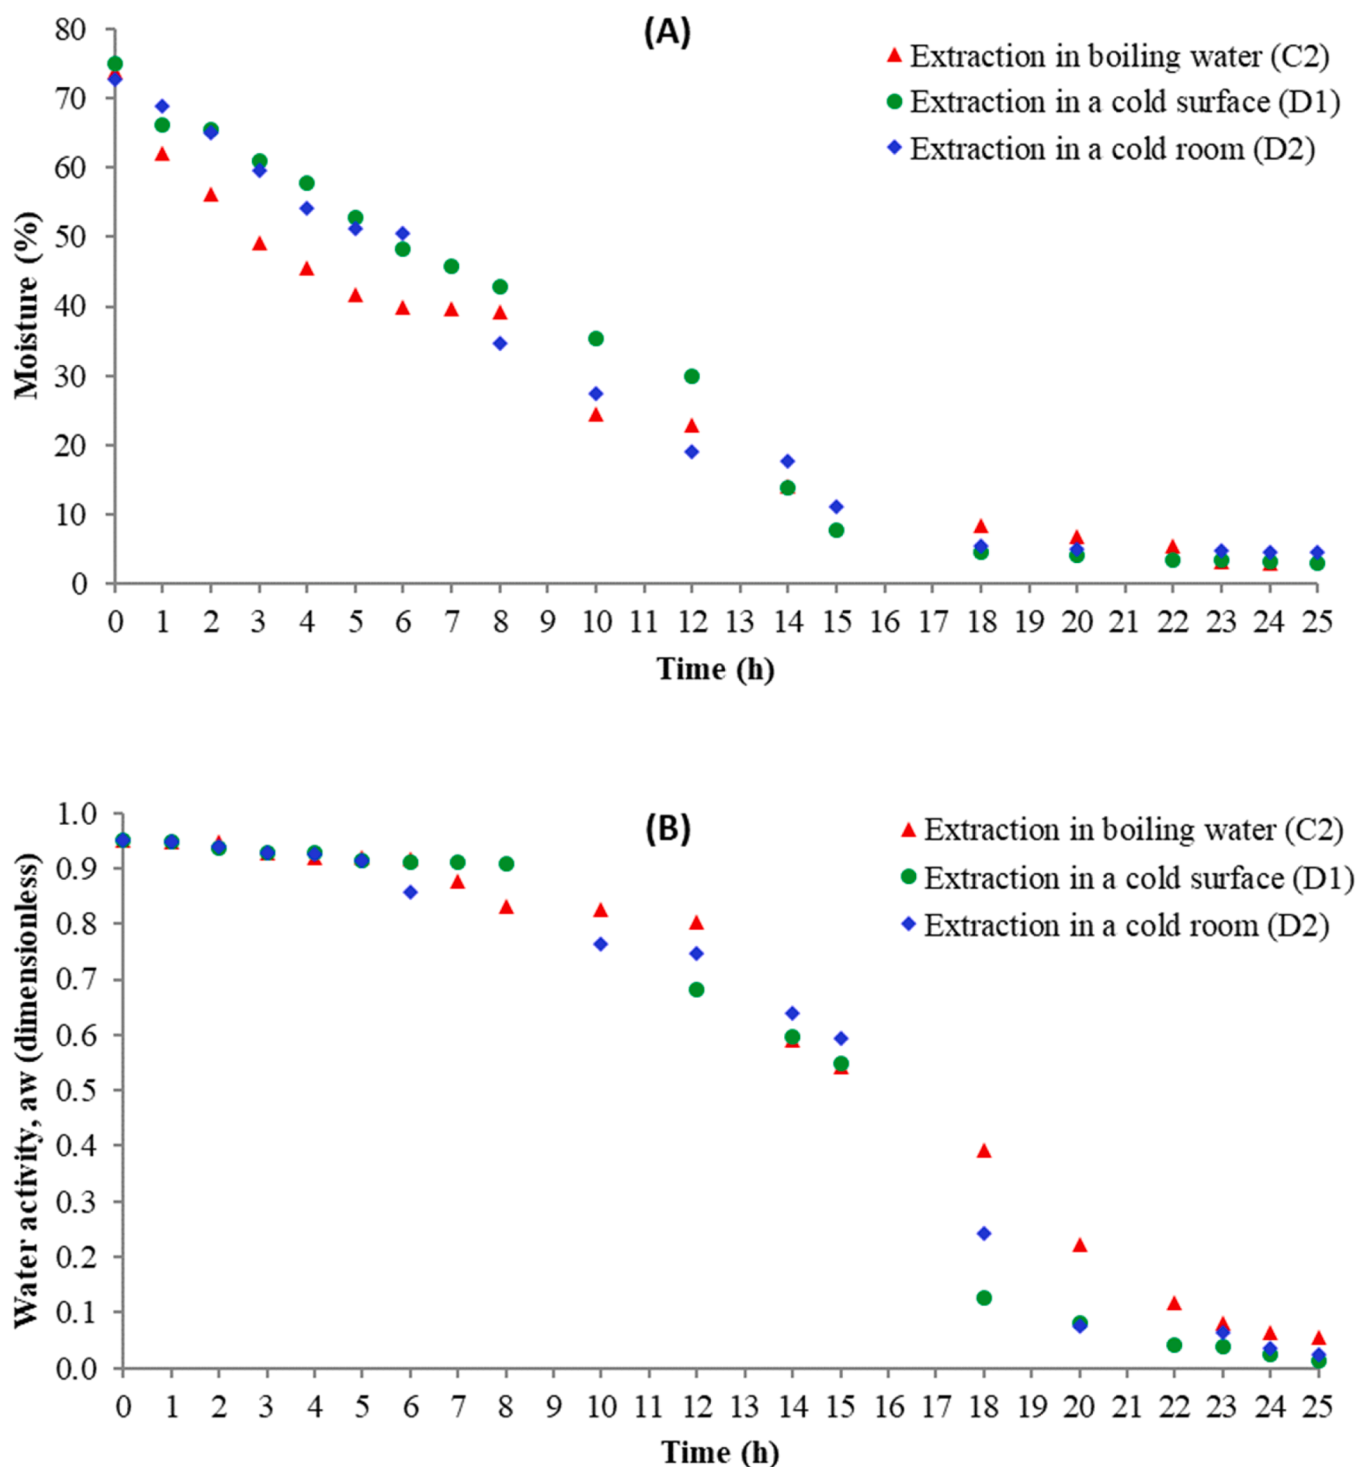 (A)
Extraction in boiling water (C2)
Extraction in a cold surface (D1)
Extraction in a cold room (D2)
80
70
60
50
40
30
20
10
0
Moisture (%)
0 1 2 3 4 5 6 7 8 9 10 11 12 13 14 15 16 17 18 19 20 21 22 23 24 25
Time (h)
(B)
Extraction in boiling water (C2)
Extraction in a cold surface (D1)
Extraction in a cold room (D2)
1.0
0.9
0.8
0.7
0.6
0.5
0.4
0.3
0.2
0.1
0.0
Water activity, aw (dimensionless)
0 1 2 3 4 5 6 7 8 9 10 11 12 13 14 15 16 17 18 19 20 21 22 23 24 25
Time (h)